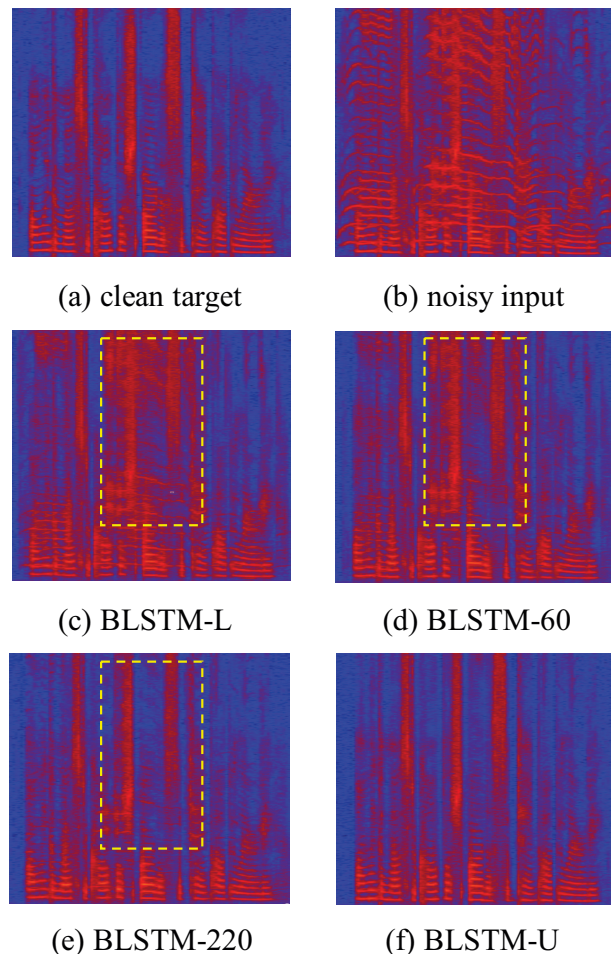 (a) clean target
(b) noisy input
(c) BLSTM-L
(d) BLSTM-60
(e) BLSTM-220
(f) BLSTM-U